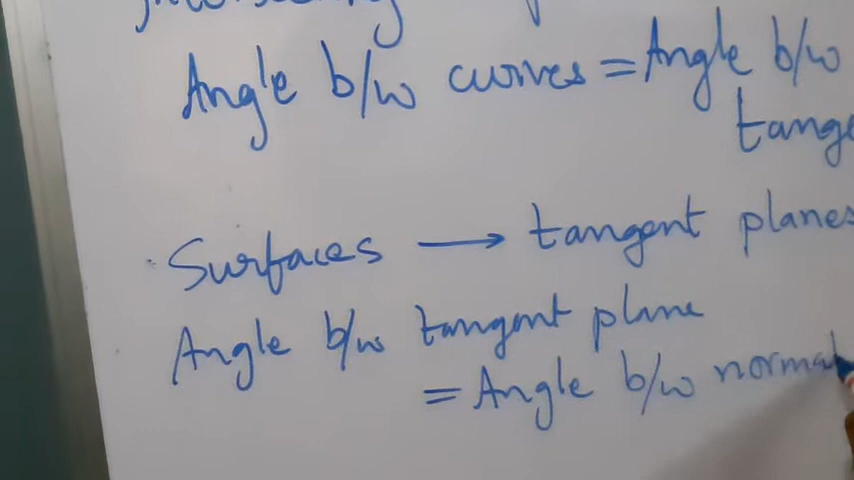 Angle b/w curves = Angle b/w
tange
Surfaces → tangent planes
Angle b/w tangent plane
= Angle b/w normal